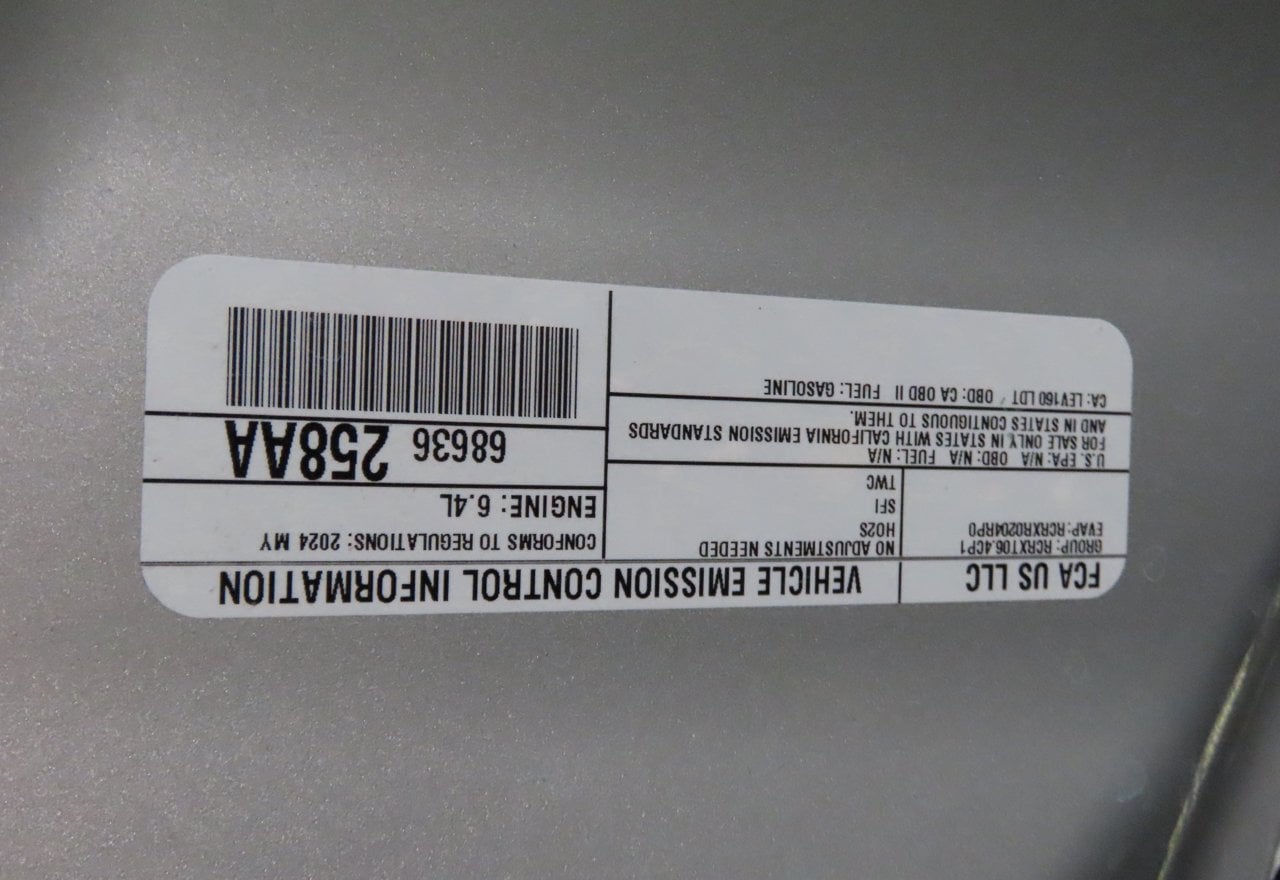 FCA US LLC
VEHICLE EMISSION CONTROL INFORMATION
GROUP: RCRXT06.4CP1
EVAP: RCRXR0204RP0
NO ADJUSTMENTS NEEDED
HO2S
SFI
TWC
CONFORMS TO REGULATIONS: 2024 MY
ENGINE: 6.4L
U.S. EPA: N/A OBD: N/A FUEL: N/A
FOR SALE ONLY IN STATES WITH CALIFORNIA EMISSION STANDARDS
AND IN STATES CONTIGUOUS TO THEM.
68636 258AA
CA: LEV160 LDT OBD: CA OBD II FUEL: GASOLINE